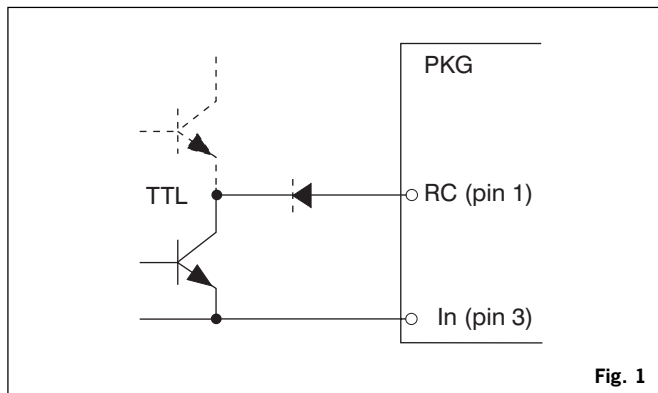 PKG
TTL
RC (pin 1)
In (pin 3)
Fig. 1